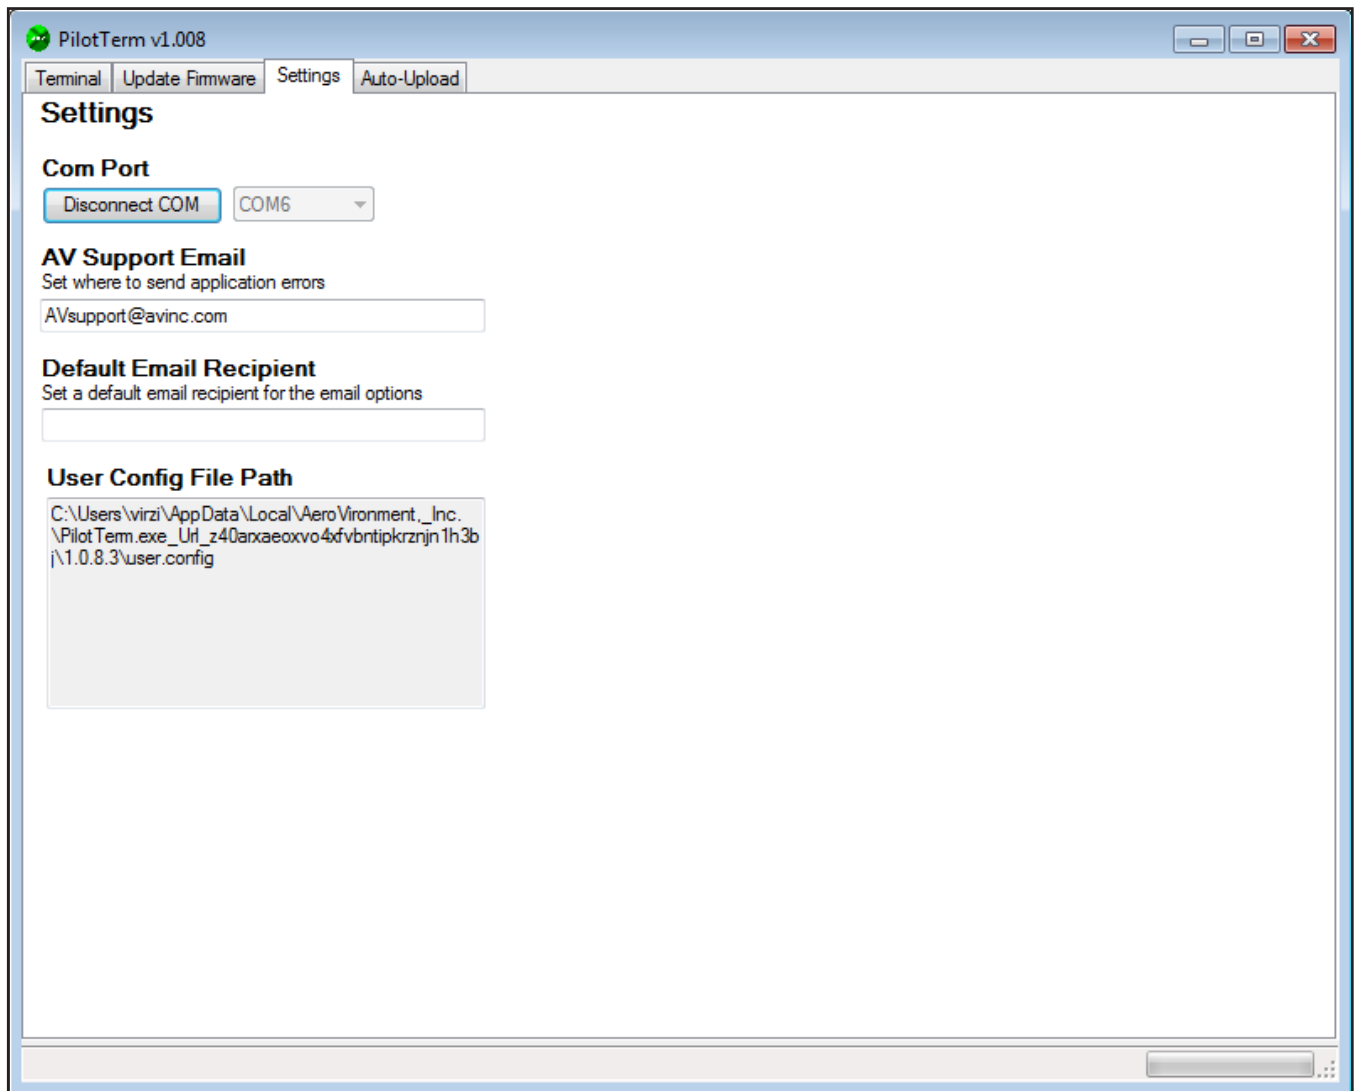 PilotTerm v1.008
Terminal
Update Firmware
Settings
Auto-Upload
Settings
Com Port
Disconnect COM
COM6
AV Support Email
Set where to send application errors
AVsupport@avinc.com
Default Email Recipient
Set a default email recipient for the email options
User Config File Path
C:\Users\virzi\AppData\Local\AeroVironment,_Inc.
\PilotTerm.exe_Url_z40arxaeoxvo4xfvbntipkrznjn1h3b
j\1.0.8.3\user.config